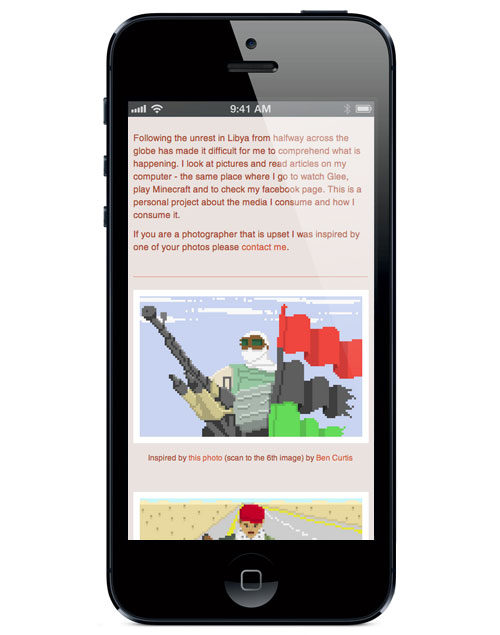 9:41 AM
Following the unrest in Libya from halfway across the
globe has made it difficult for me to comprehend what is
happening. I look at pictures and read articles on my
computer - the same place where I go to watch Glee,
play Minecraft and to check my facebook page. This is a
personal project about the media I consume and how I
consume it.
If you are a photographer that is upset I was inspired by
one of your photos please contact me.
Inspired by this photo (scan to the 6th image) by Ben Curtis